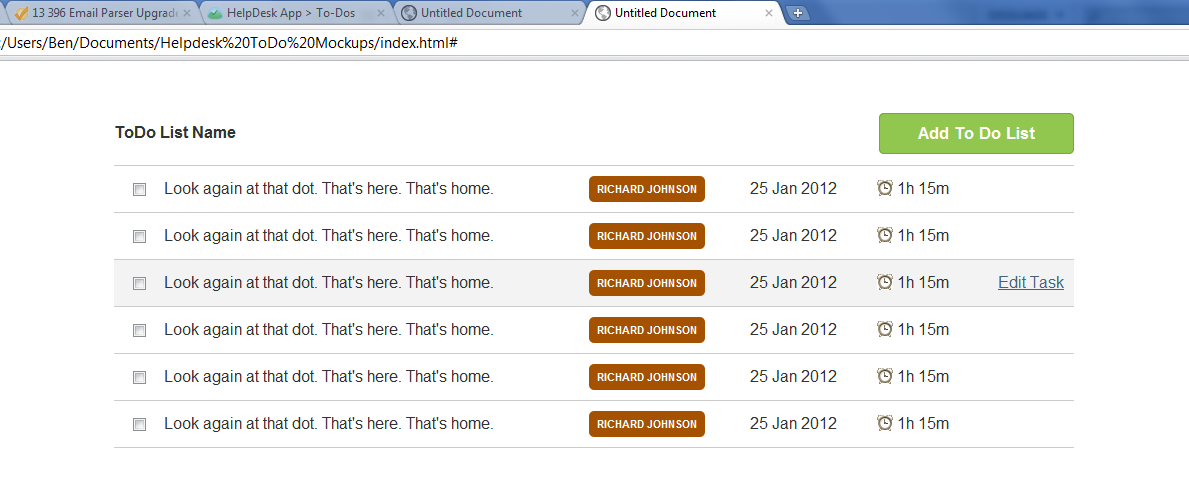 13 396 Email Parser Upgrade
HelpDesk App > To-Dos
Untitled Document
Untitled Document
:/Users/Ben/Documents/Helpdesk%20ToDo%20Mockups/index.html#
ToDo List Name
Add To Do List
Look again at that dot. That's here. That's home. RICHARD JOHNSON 25 Jan 2012 1h 15m
Look again at that dot. That's here. That's home. RICHARD JOHNSON 25 Jan 2012 1h 15m
Look again at that dot. That's here. That's home. RICHARD JOHNSON 25 Jan 2012 1h 15m Edit Task
Look again at that dot. That's here. That's home. RICHARD JOHNSON 25 Jan 2012 1h 15m
Look again at that dot. That's here. That's home. RICHARD JOHNSON 25 Jan 2012 1h 15m
Look again at that dot. That's here. That's home. RICHARD JOHNSON 25 Jan 2012 1h 15m